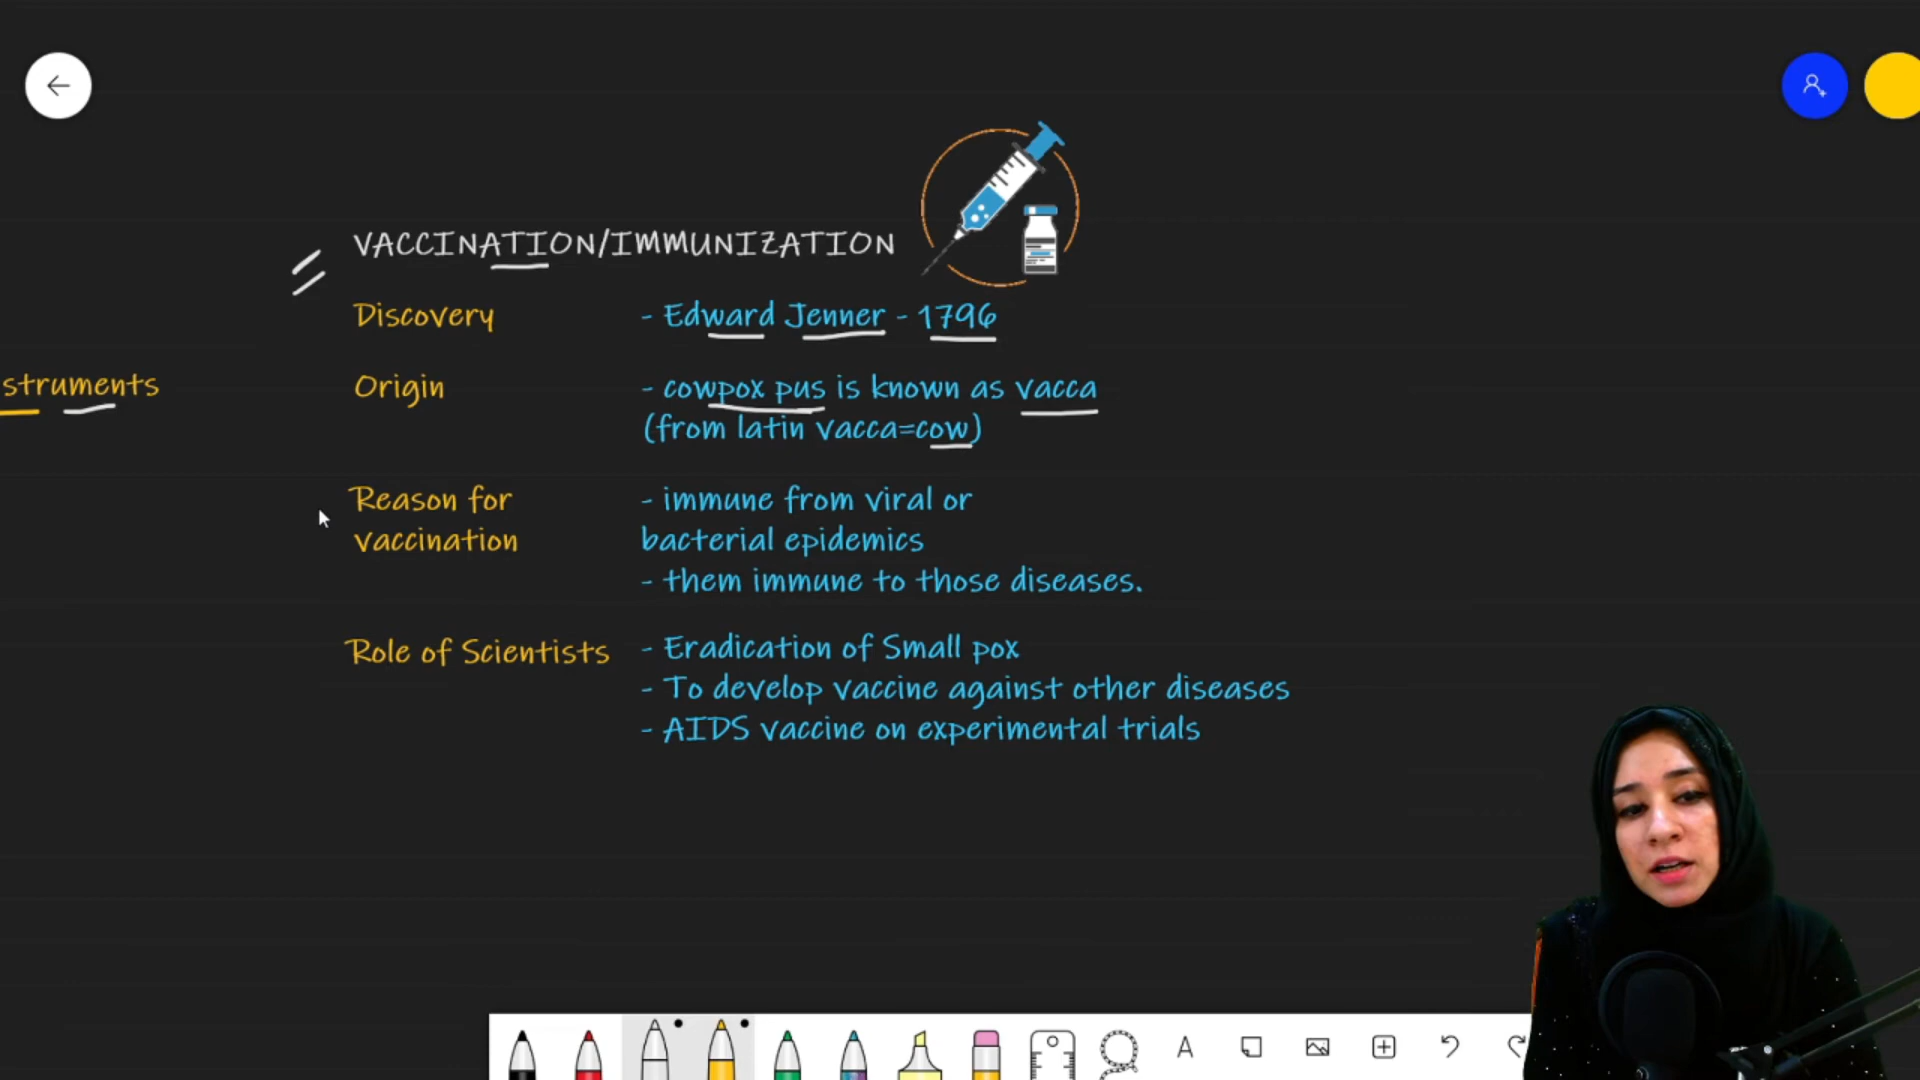 VACCINATION/IMMUNIZATION
Discovery - Edward Jenner - 1796
struments
Origin - cowpox pus is known as vacca
(from latin vacca=cow)
Reason for - immune from viral or
vaccination bacterial epidemics
- them immune to those diseases.
Role of Scientists - Eradication of Small pox
- To develop vaccine against other diseases
- AIDS vaccine on experimental trials
A